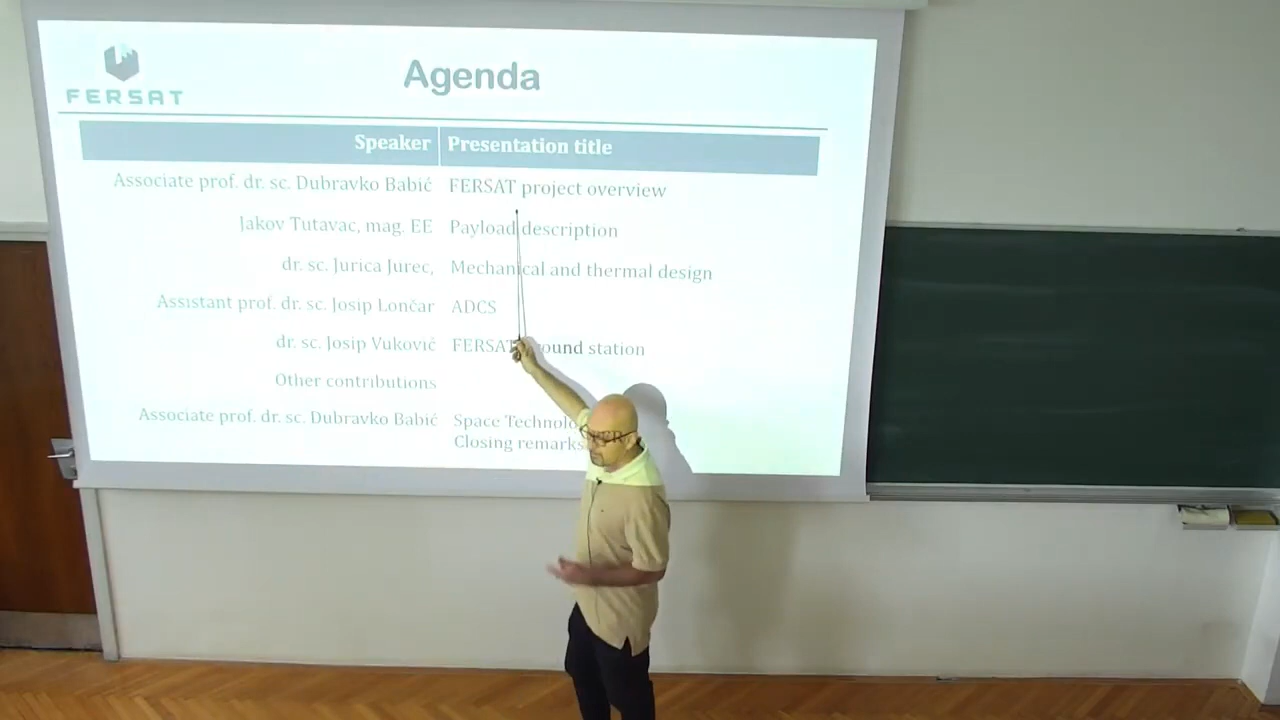 FERSAT
Agenda
Speaker Presentation title
Associate prof. dr. sc. Dubravko Babić FERSAT project overview
Jakov Tutavac, mag. EE Payload description
dr. sc. Jurica Jurec, Mechanical and thermal design
Assistant prof. dr. sc. Josip Lončar ADCS
dr. sc. Josip Vuković FERSAT ground station
Other contributions
Associate prof. dr. sc. Dubravko Babić Space
Closing remarks